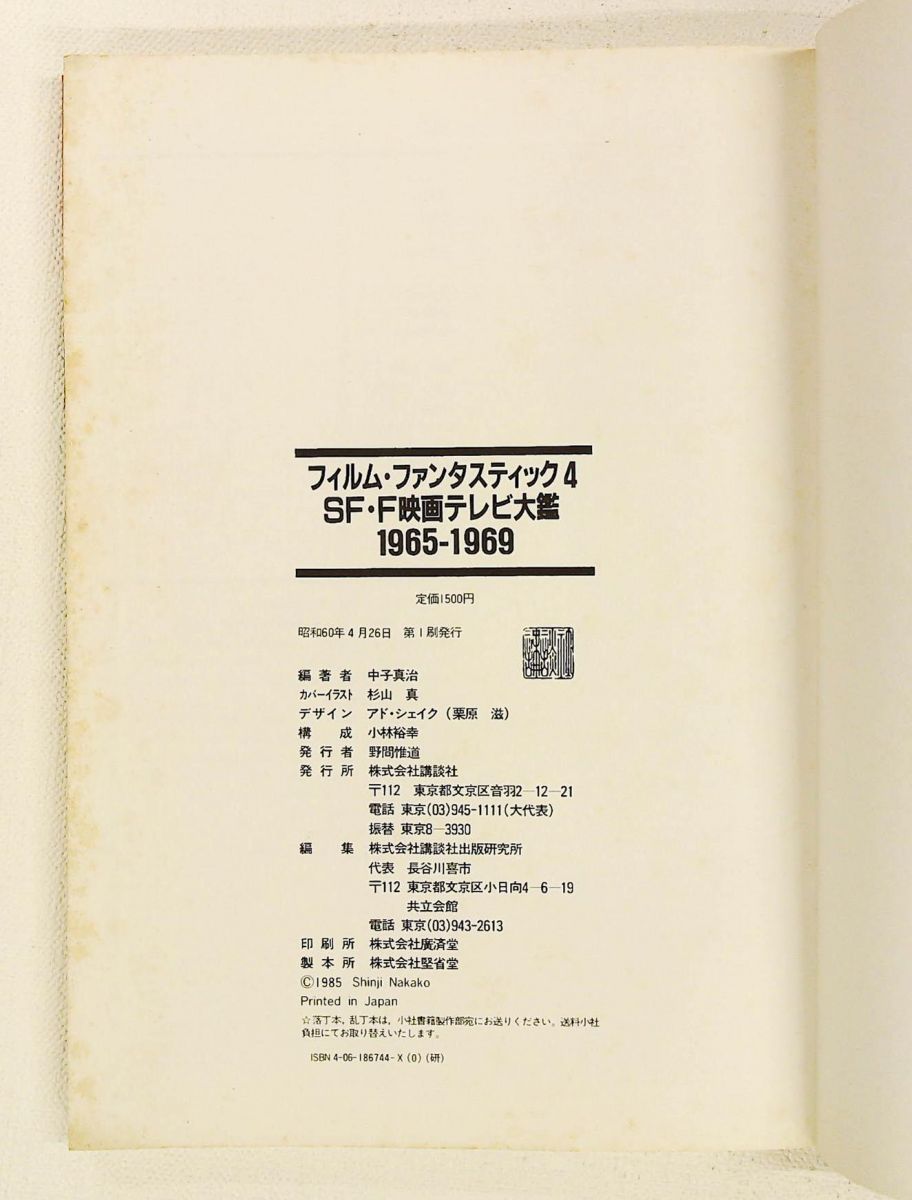 フィルム・ファンタスティック4
SF・F映画テレビ大鑑
1965-1969
定価1500円
昭和60年4月26日 第1刷発行
編著者 中子真治
カバーイラスト 杉山 真
デザイン アド・シェイク(栗原 滋)
構成 小林裕幸
発行者 野間惟道
発行所 株式会社講談社
〒112 東京都文京区音羽2-12-21
電話 東京(03)945-1111(大代表)
振替 東京8-3930
編集 株式会社講談社出版研究所
代表 長谷川喜市
〒112 東京都文京区小日向4-6-19
共立会館
電話 東京(03)943-2613
印刷所 株式会社廣済堂
製本所 株式会社堅省堂
©1985 Shinji Nakako
Printed in Japan
☆落丁本，乱丁本は，小社書籍製作部宛にお送りください。送料小社
負担にてお取り替えいたします。
ISBN4-06-186744-X (0) (研)